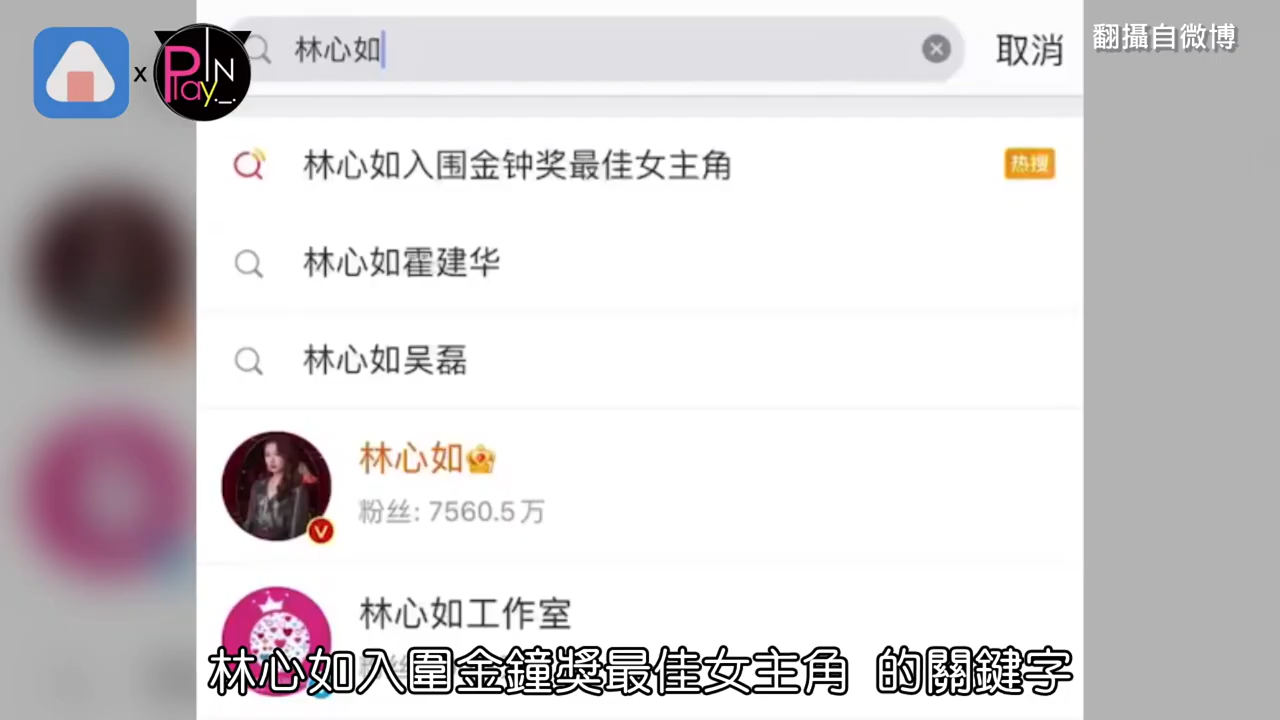 林心如
取消
翻攝自微博
x
PlayIN
林心如入围金钟奖最佳女主角
热搜
林心如霍建华
林心如吴磊
林心如
粉丝: 7560.5万
V
林心如工作室
林心如入圍金鐘獎最佳女主角 的關鍵字